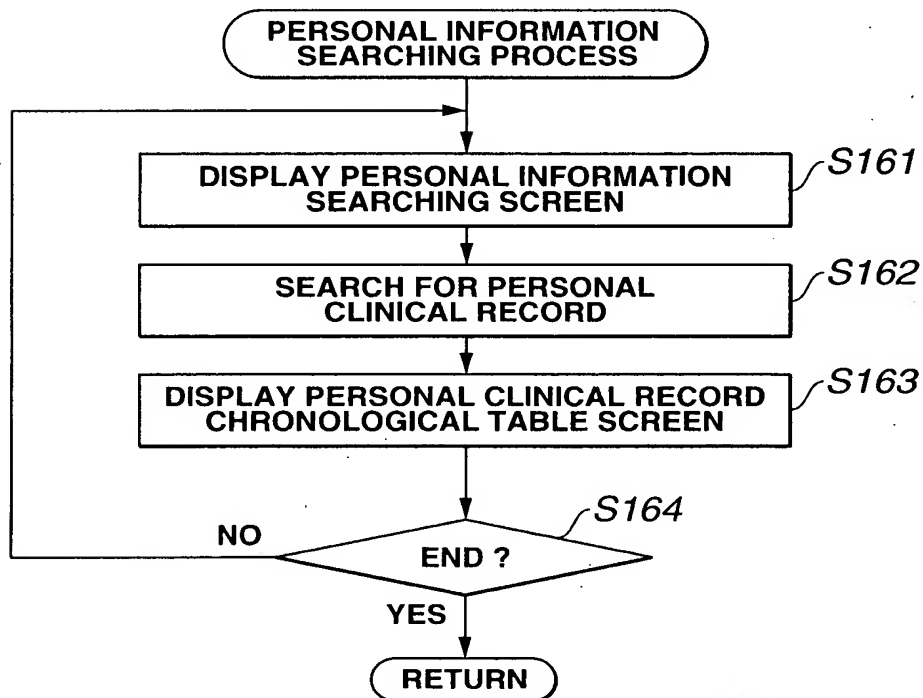 PERSONAL INFORMATION
SEARCHING PROCESS
DISPLAY PERSONAL INFORMATION
SEARCHING SCREEN
S161
SEARCH FOR PERSONAL
CLINICAL RECORD
S162
DISPLAY PERSONAL CLINICAL RECORD
CHRONOLOGICAL TABLE SCREEN
S163
S164
NO
END ?
YES
RETURN